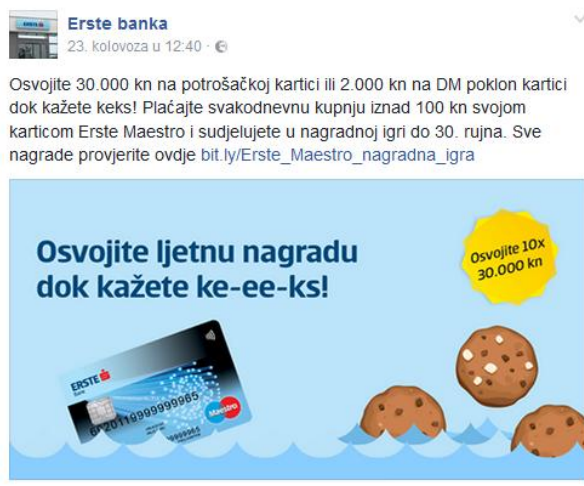 Erste banka
23. kolovoza u 12:40 ·
Osvojite 30.000 kn na potrošačkoj kartici ili 2.000 kn na DM poklon kartici
dok kažete keks! Plaćajte svakodnevnu kupnju iznad 100 kn svojom
karticom Erste Maestro i sudjelujete u nagradnoj igri do 30. rujna. Sve
nagrade provjerite ovdje bit.ly/Erste_Maestro_nagradna_igra
Osvojite ljetnu nagradu
dok kažete ke-ee-ks!
Osvojite 10x
30.000 kn
ERSTE
Bank
Maestro